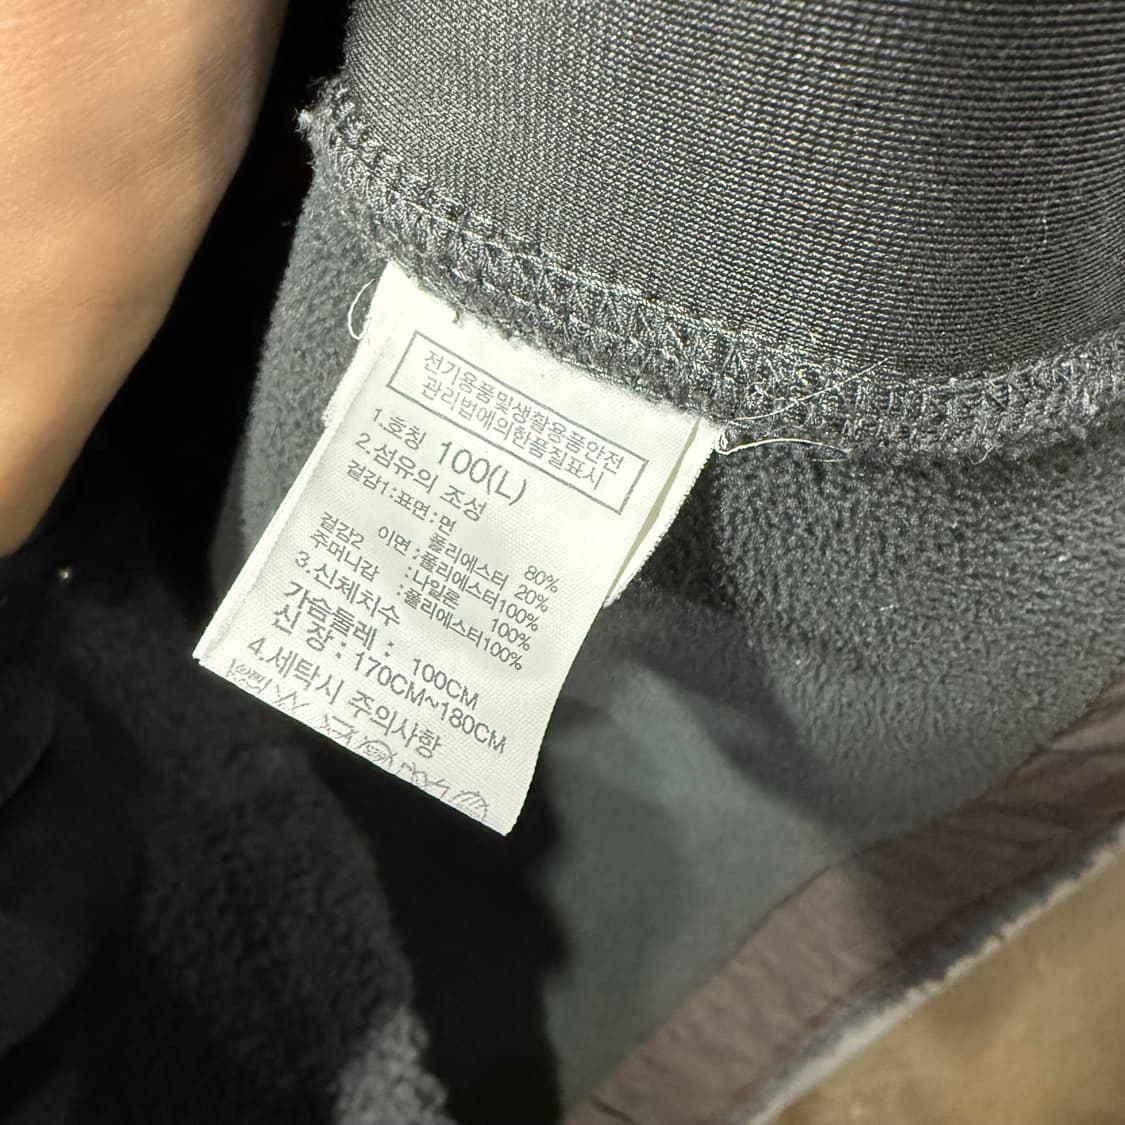 전기용품및생활용품안전
관리법에의한품질표시
1.호칭 100(L)
2.섬유의 조성
겉감1:표면:면 80%
폴리에스터 20%
이면:폴리에스터100%
겉감2 :나일론 100%
주머니감 :폴리에스터100%
3.신체치수
가슴둘레: 100CM
신 장: 170CM~180CM
4.세탁시 주의사항